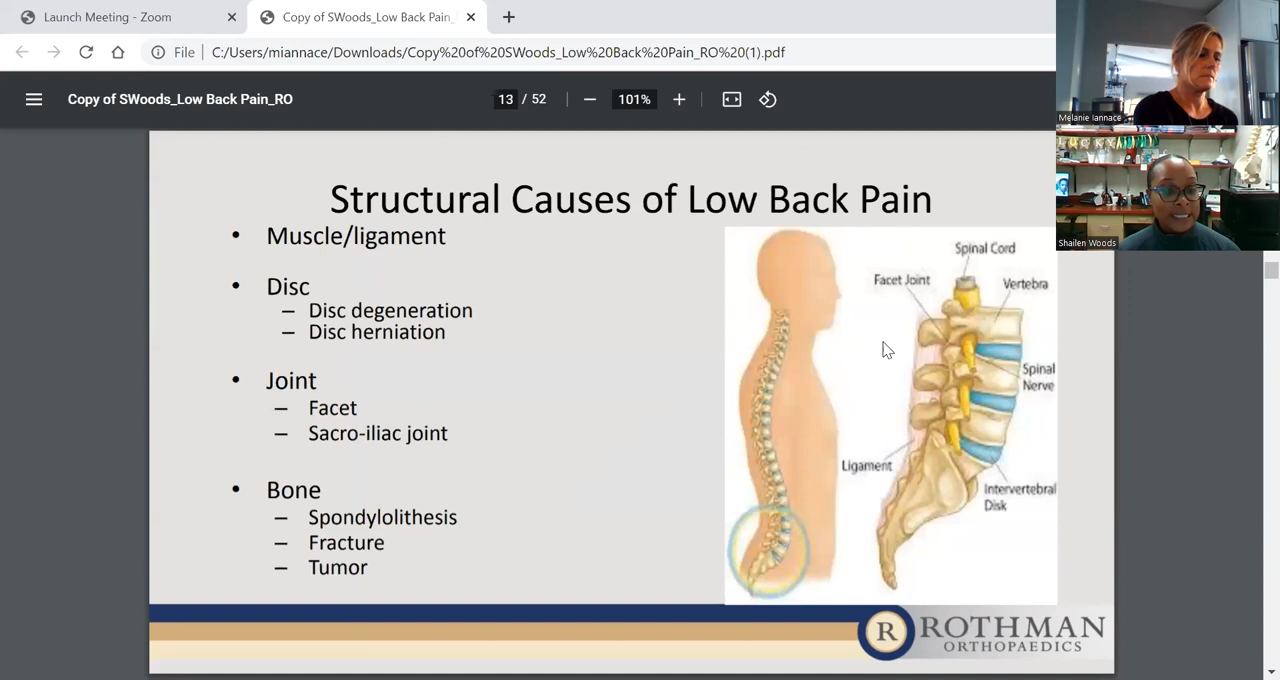 Launch Meeting - Zoom
Copy of SWoods_Low Back Pain_
File
C:/Users/miannace/Downloads/Copy%20of%20SWoods_Low%20Back%20Pain_RO%20(1).pdf
Copy of SWoods_Low Back Pain_RO
13 / 52
101%
Melanie Iannace
Shailen Woods
Structural Causes of Low Back Pain
• Muscle/ligament
• Disc
– Disc degeneration
– Disc herniation
• Joint
– Facet
– Sacro-iliac joint
• Bone
– Spondylolithesis
– Fracture
– Tumor
Spinal Cord
Facet Joint
Vertebra
Spinal
Nerve
Ligament
Intervertebral
Disk
R
ROTHMAN
ORTHOPAEDICS